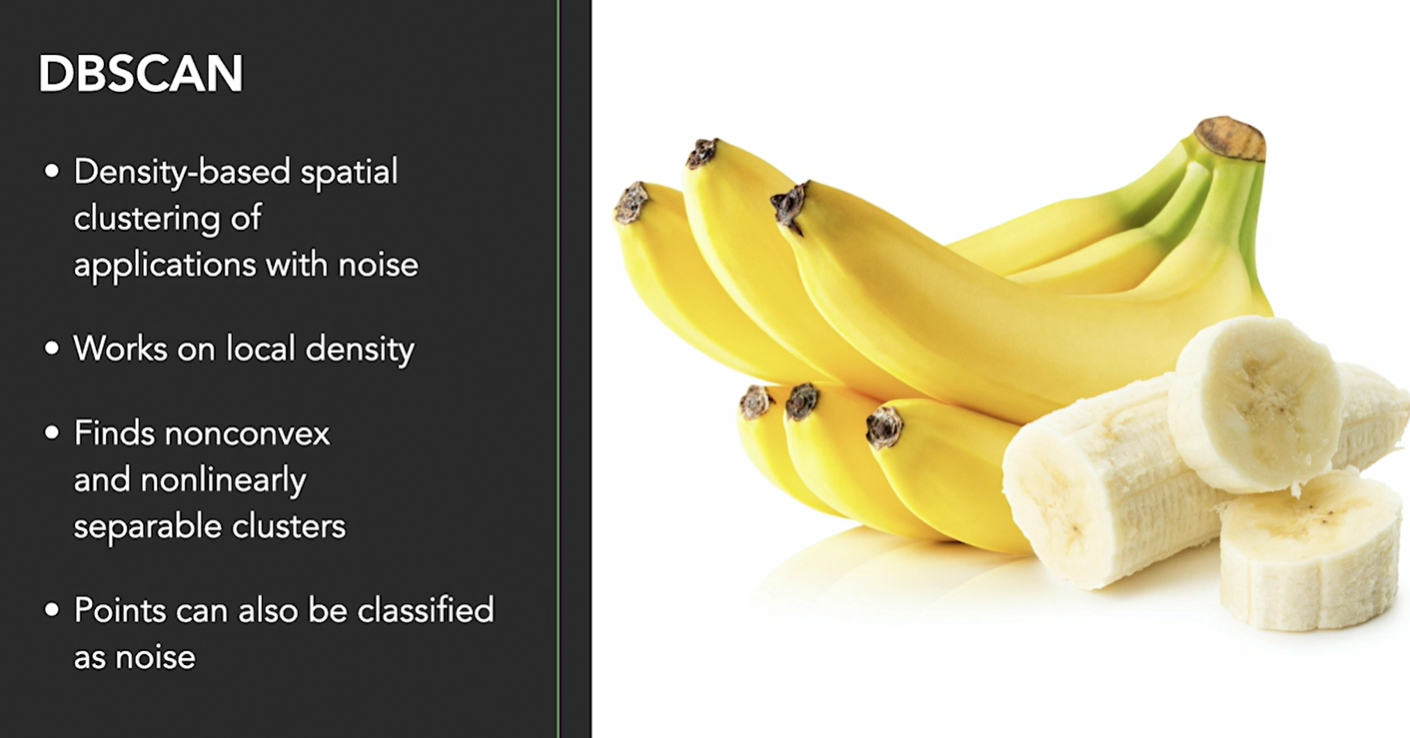 DBSCAN
• Density-based spatial
clustering of
applications with noise
• Works on local density
• Finds nonconvex
and nonlinearly
separable clusters
• Points can also be classified
as noise